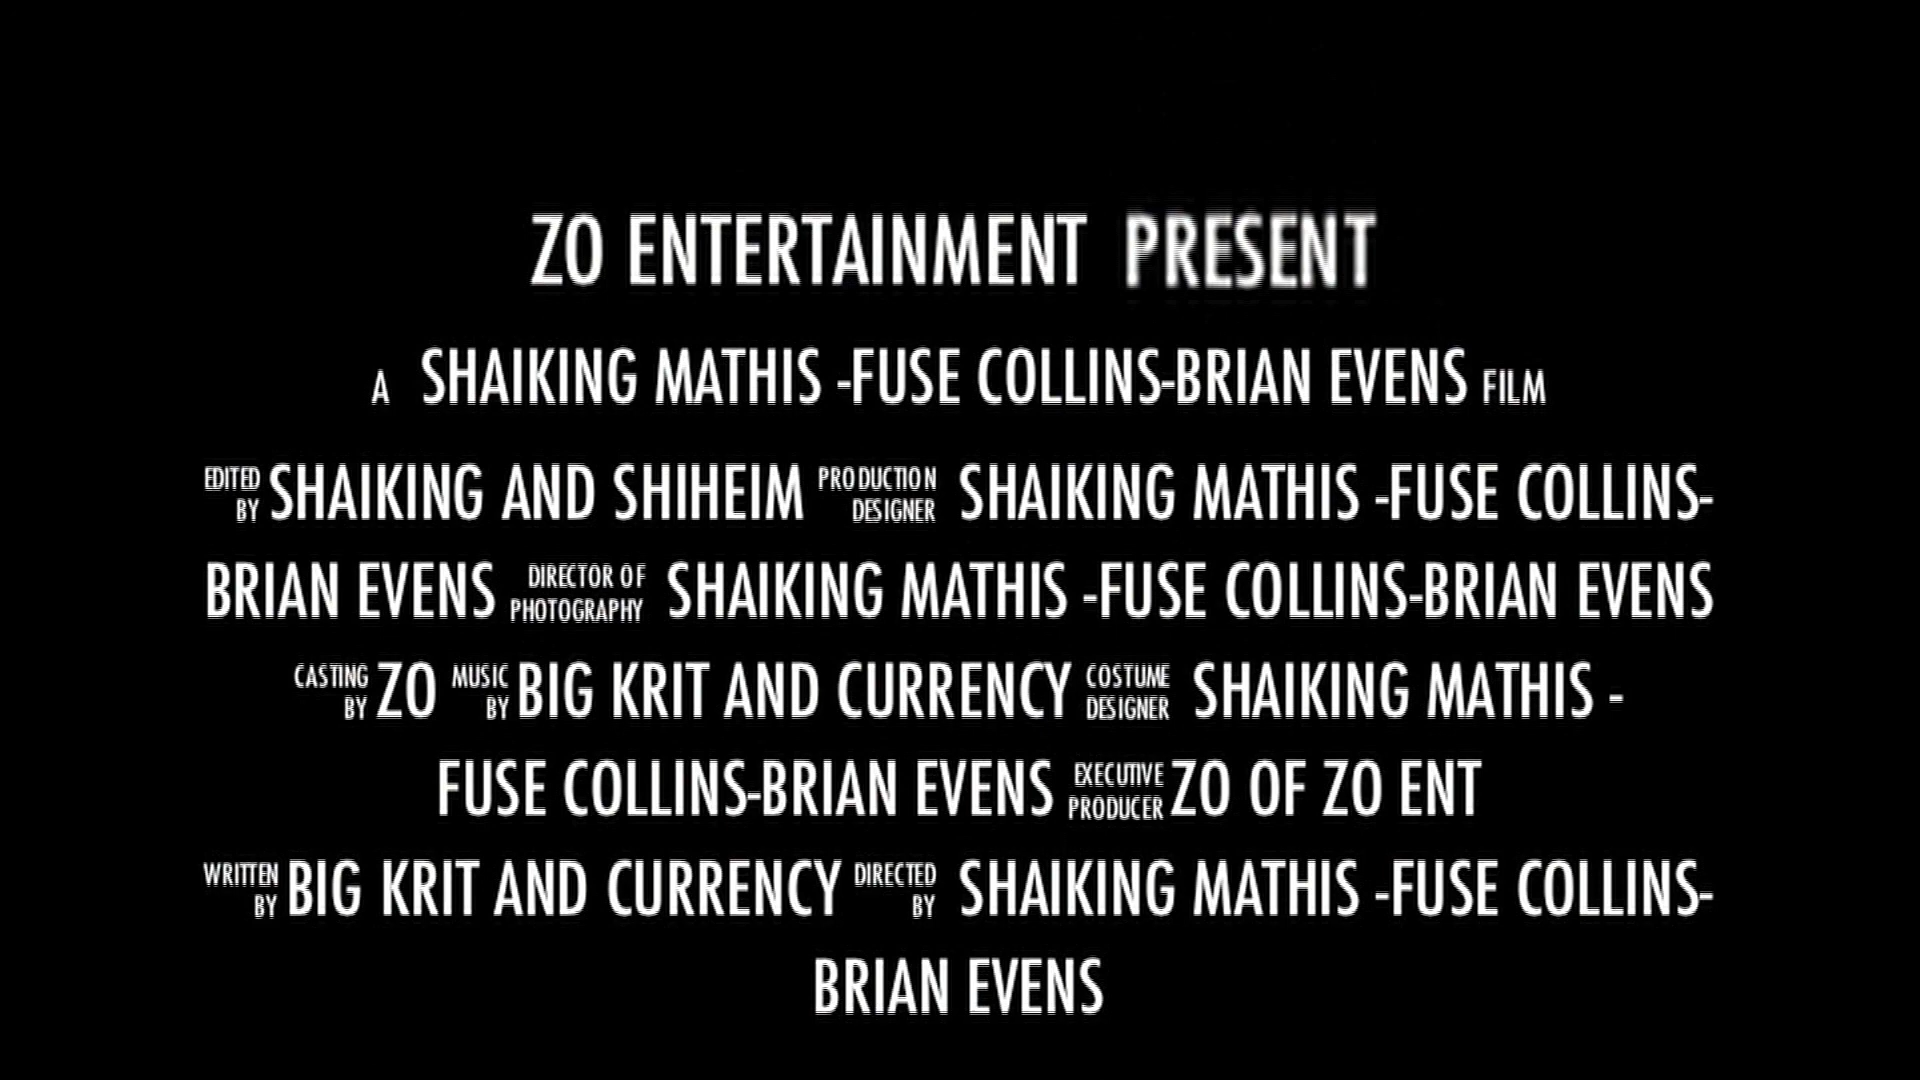 ZO ENTERTAINMENT PRESENT
A SHAIKING MATHIS -FUSE COLLINS-BRIAN EVENS FILM
EDITED BY SHAIKING AND SHIHEIM PRODUCTION DESIGNER SHAIKING MATHIS -FUSE COLLINS-
BRIAN EVENS DIRECTOR OF PHOTOGRAPHY SHAIKING MATHIS -FUSE COLLINS-BRIAN EVENS
CASTING BY ZO MUSIC BY BIG KRIT AND CURRENCY COSTUME DESIGNER SHAIKING MATHIS -
FUSE COLLINS-BRIAN EVENS EXECUTIVE PRODUCER ZO OF ZO ENT
WRITTEN BY BIG KRIT AND CURRENCY DIRECTED BY SHAIKING MATHIS -FUSE COLLINS-
BRIAN EVENS